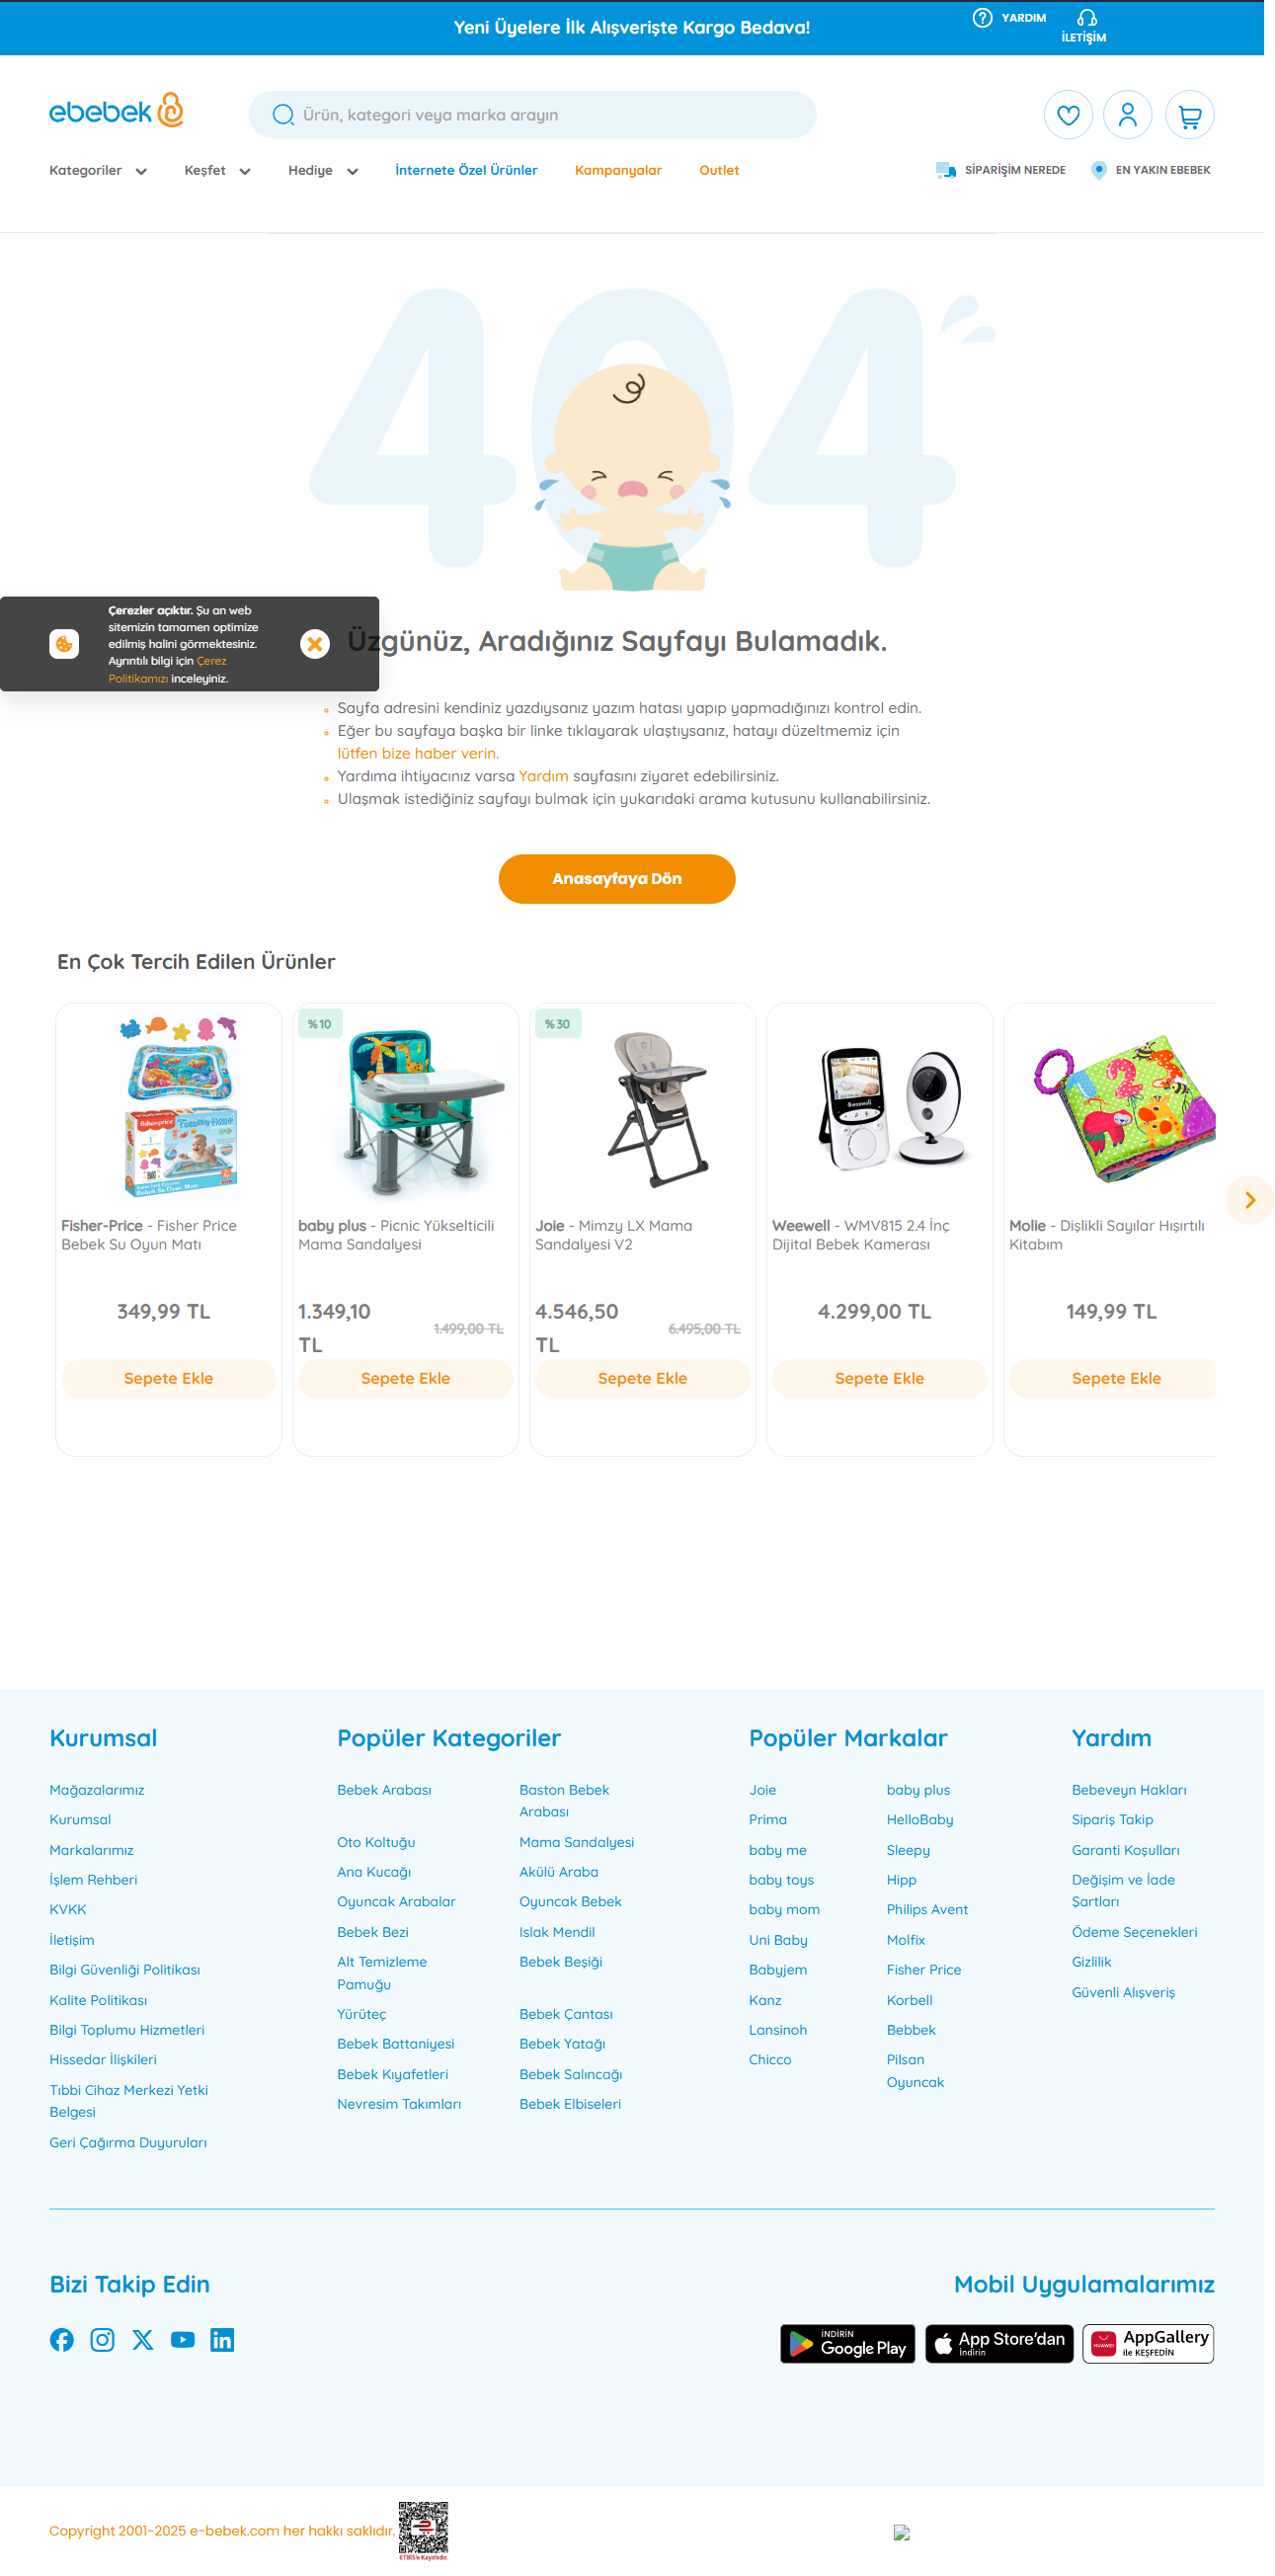 Yeni Üyelere İlk Alışverişte Kargo Bedava!
YARDIM
İLETİŞİM
ebebek
Ürün, kategori veya marka arayın
Kategoriler
Keşfet
Hediye
İnternete Özel Ürünler
Kampanyalar
Outlet
SİPARİŞİM NEREDE
EN YAKIN EBEBEK
404
Çerezler açıktır. Şu an web
sitemizin tamamen optimize
edilmiş halini görmektesiniz.
Ayrıntılı bilgi için Çerez
Politikamızı inceleyiniz.
Üzgünüz, Aradığınız Sayfayı Bulamadık.
Sayfa adresini kendiniz yazdıysanız yazım hatası yapıp yapmadığınızı kontrol edin.
Eğer bu sayfaya başka bir linke tıklayarak ulaştıysanız, hatayı düzeltmemiz için
lütfen bize haber verin.
Yardıma ihtiyacınız varsa Yardım sayfasını ziyaret edebilirsiniz.
Ulaşmak istediğiniz sayfayı bulmak için yukarıdaki arama kutusunu kullanabilirsiniz.
Anasayfaya Dön
En Çok Tercih Edilen Ürünler
Fisher-Price - Fisher Price
Bebek Su Oyun Matı
349,99 TL
Sepete Ekle
%10
baby plus - Picnic Yükselticili
Mama Sandalyesi
1.349,10
TL
1.499,00 TL
Sepete Ekle
%30
Joie - Mimzy LX Mama
Sandalyesi V2
4.546,50
TL
6.495,00 TL
Sepete Ekle
Weewell - WMV815 2.4 İnç
Dijital Bebek Kamerası
4.299,00 TL
Sepete Ekle
Molie - Dişlikli Sayılar Hışırtılı
Kitabım
149,99 TL
Sepete Ekle
Kurumsal
Mağazalarımız
Kurumsal
Markalarımız
İşlem Rehberi
KVKK
İletişim
Bilgi Güvenliği Politikası
Kalite Politikası
Bilgi Toplumu Hizmetleri
Hissedar İlişkileri
Tıbbi Cihaz Merkezi Yetki
Belgesi
Geri Çağırma Duyuruları
Popüler Kategoriler
Bebek Arabası
Baston Bebek
Arabası
Oto Koltuğu
Mama Sandalyesi
Ana Kucağı
Akülü Araba
Oyuncak Arabalar
Oyuncak Bebek
Bebek Bezi
Islak Mendil
Alt Temizleme
Pamuğu
Bebek Beşiği
Yürüteç
Bebek Çantası
Bebek Battaniyesi
Bebek Yatağı
Bebek Kıyafetleri
Bebek Salıncağı
Nevresim Takımları
Bebek Elbiseleri
Popüler Markalar
Joie
baby plus
Prima
HelloBaby
baby me
Sleepy
baby toys
Hipp
baby mom
Philips Avent
Uni Baby
Molfix
Babyjem
Fisher Price
Kanz
Korbell
Lansinoh
Bebbek
Chicco
Pilsan
Oyuncak
Yardım
Bebeveyn Hakları
Sipariş Takip
Garanti Koşulları
Değişim ve İade
Şartları
Ödeme Seçenekleri
Gizlilik
Güvenli Alışveriş
Bizi Takip Edin
Mobil Uygulamalarımız
İNDİRİN
Google Play
App Store'dan
İndirin
HUAWEI
AppGallery
ile KEŞFEDİN
Copyright 2001-2025 e-bebek.com her hakkı saklıdır.
ETBİS'e Kayıtlıdır.